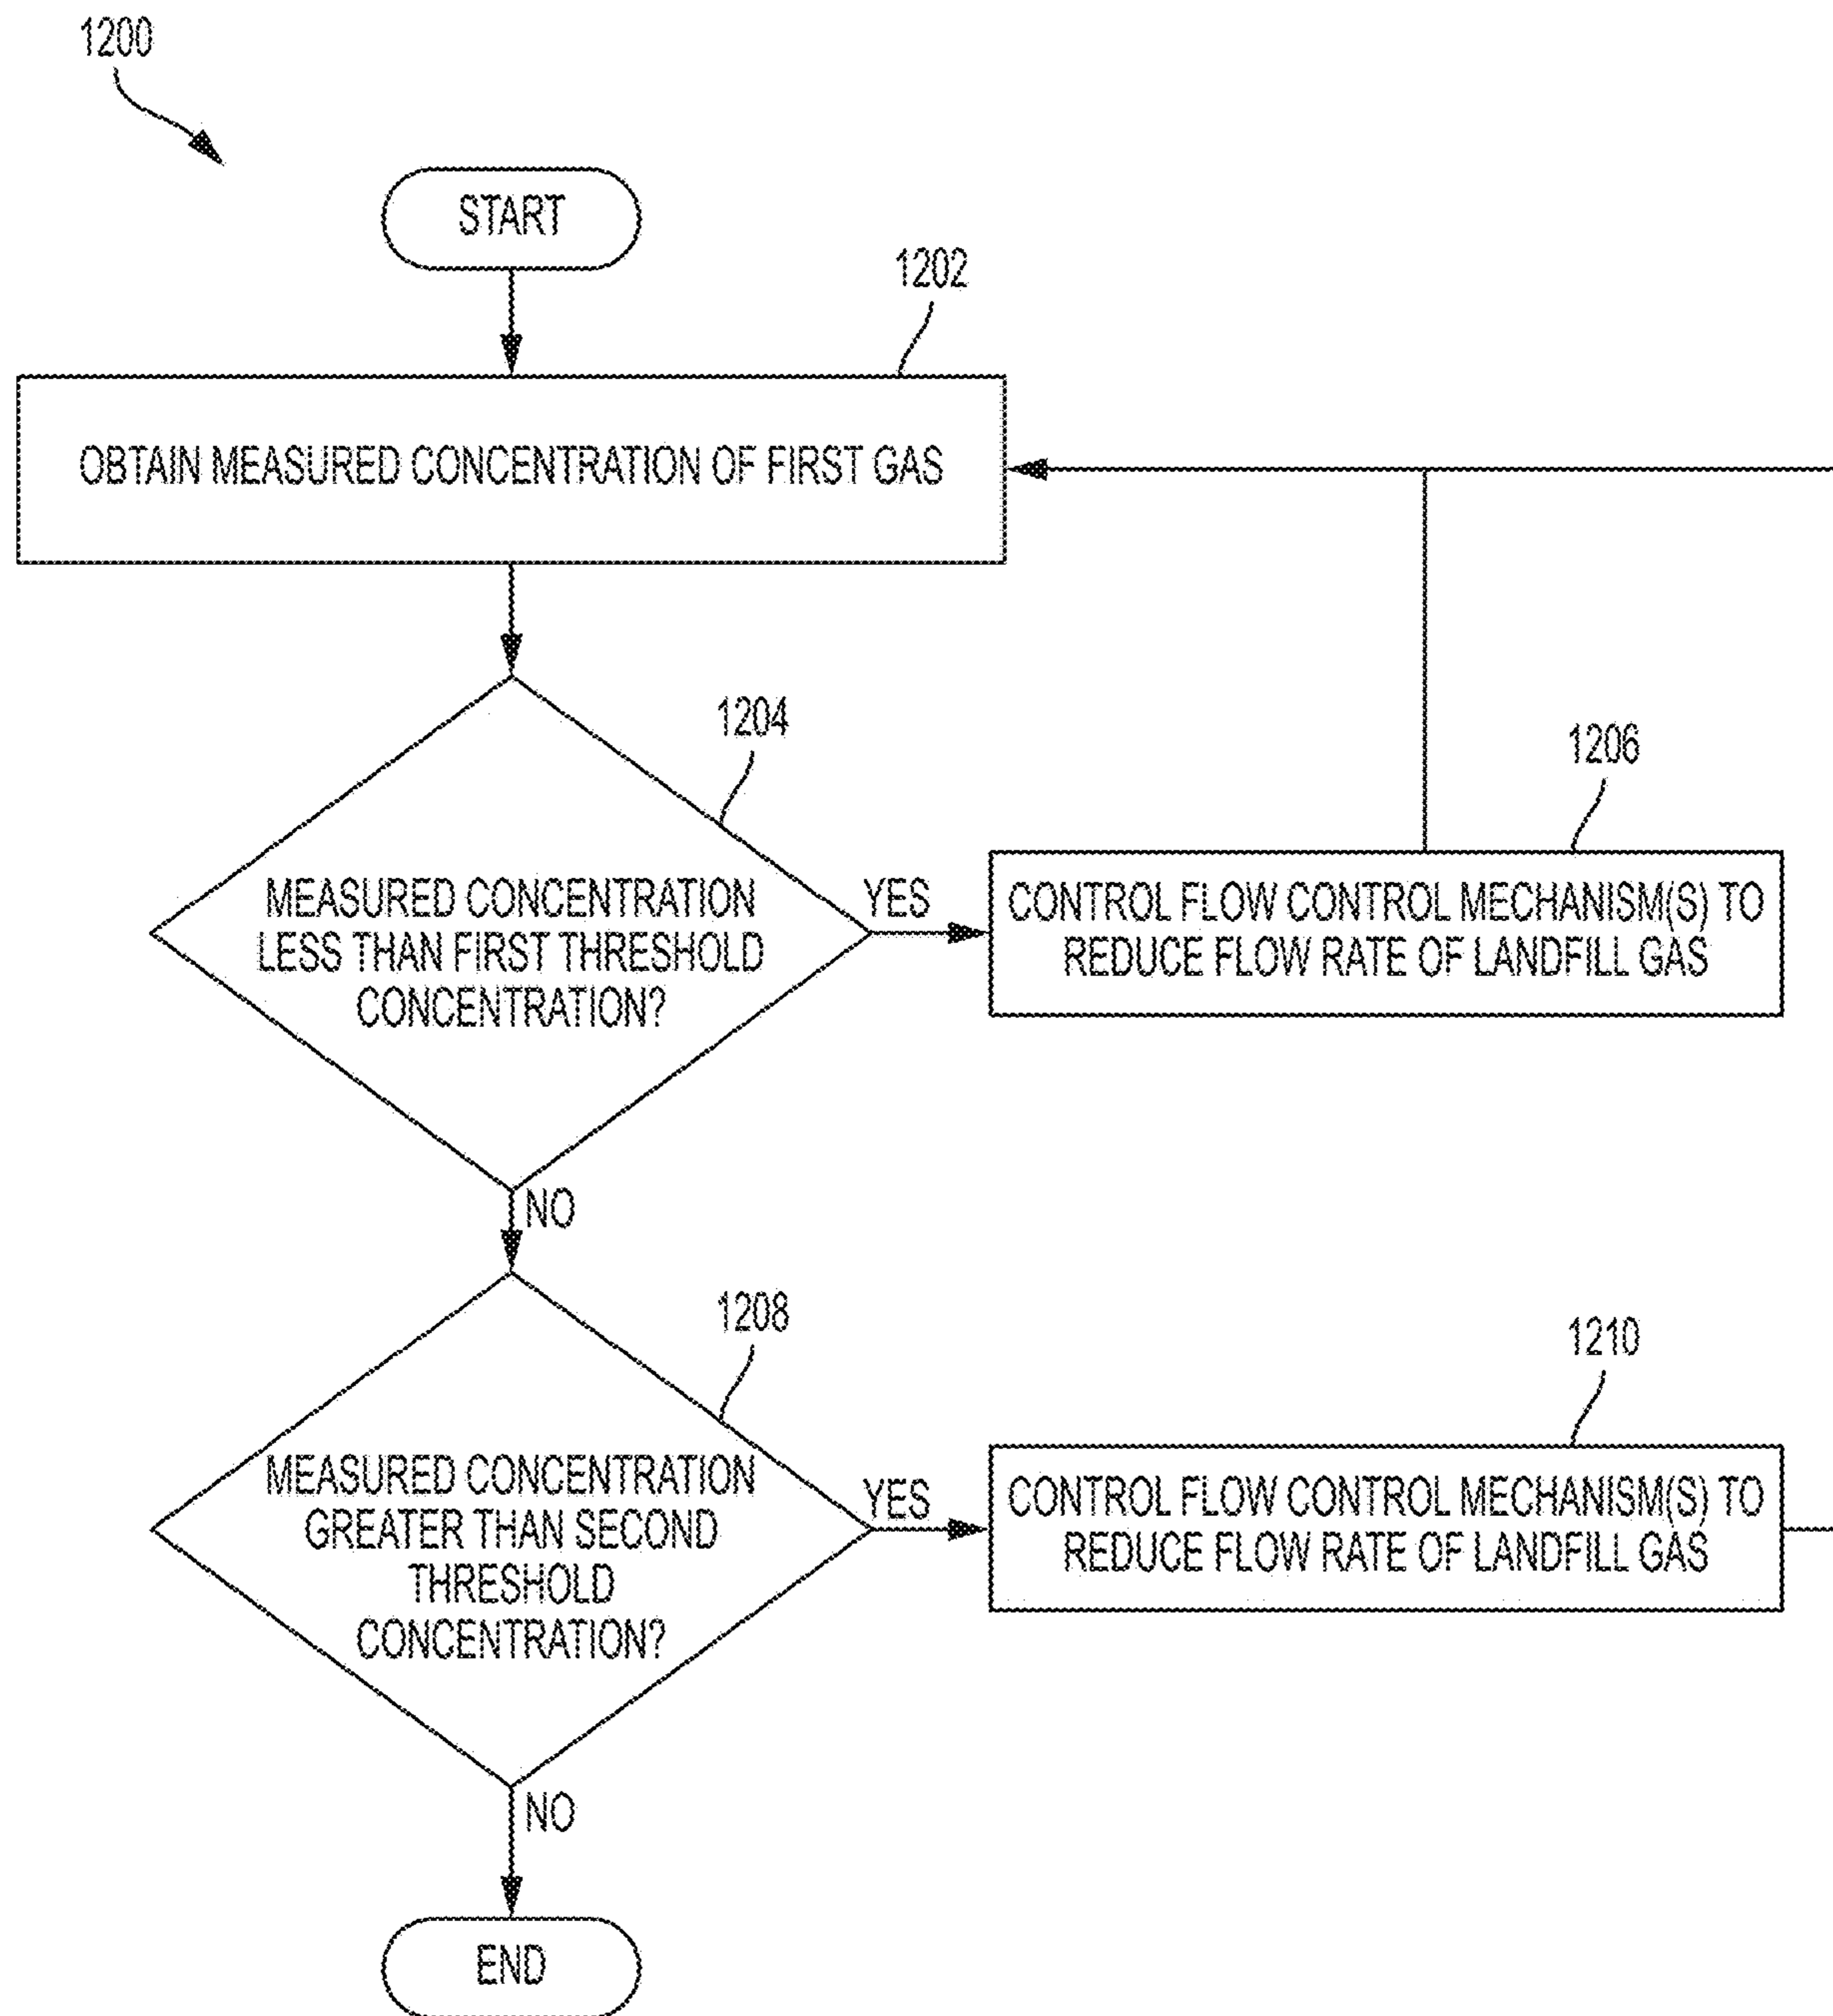 1200
START
1202
OBTAIN MEASURED CONCENTRATION OF FIRST GAS
1204
MEASURED CONCENTRATION
LESS THAN FIRST THRESHOLD
CONCENTRATION?
YES
1206
CONTROL FLOW CONTROL MECHANISM(S) TO
REDUCE FLOW RATE OF LANDFILL GAS
NO
1208
MEASURED CONCENTRATION
GREATER THAN SECOND
THRESHOLD
CONCENTRATION?
YES
1210
CONTROL FLOW CONTROL MECHANISM(S) TO
REDUCE FLOW RATE OF LANDFILL GAS
NO
END